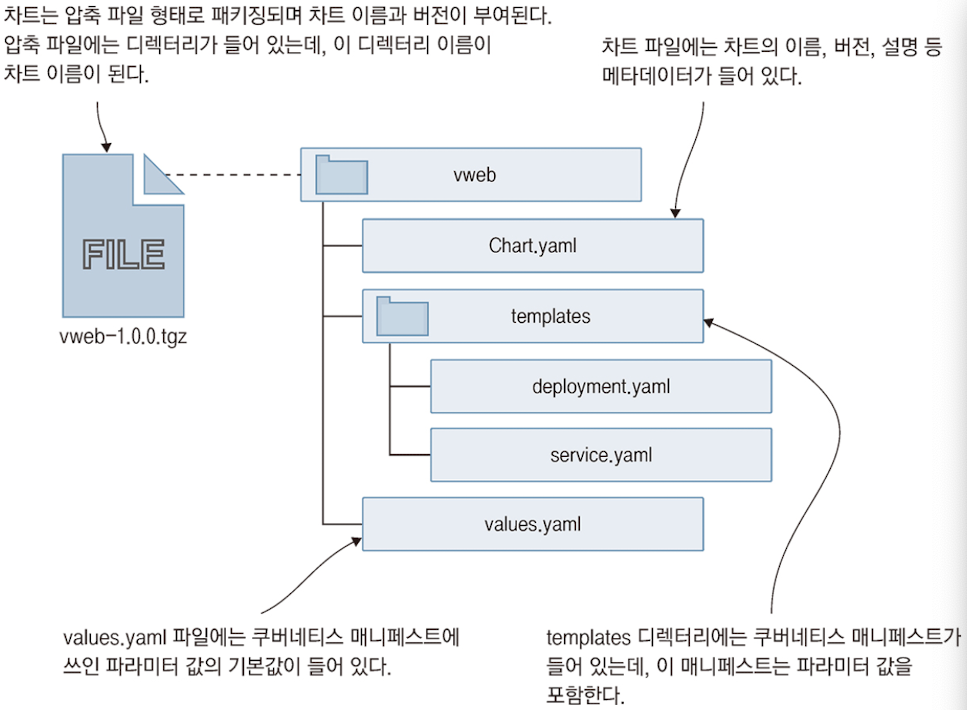 차트는 압축 파일 형태로 패키징되며 차트 이름과 버전이 부여된다.
압축 파일에는 디렉터리가 들어 있는데, 이 디렉터리 이름이
차트 이름이 된다.
차트 파일에는 차트의 이름, 버전, 설명 등
메타데이터가 들어 있다.
vweb
FILE
vweb-1.0.0.tgz
Chart.yaml
templates
deployment.yaml
service.yaml
values.yaml
values.yaml 파일에는 쿠버네티스 매니페스트에
쓰인 파라미터 값의 기본값이 들어 있다.
templates 디렉터리에는 쿠버네티스 매니페스트가
들어 있는데, 이 매니페스트는 파라미터 값을
포함한다.